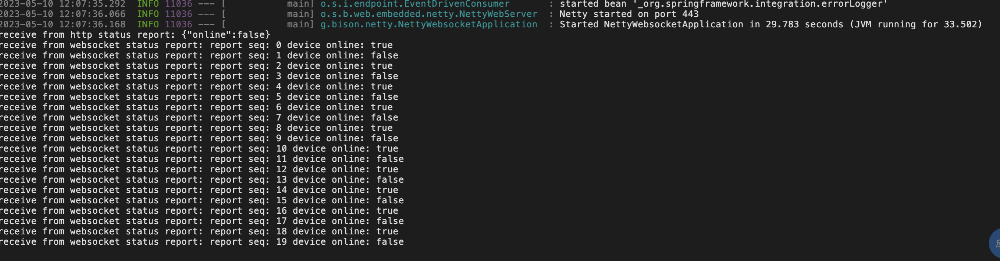 2023-05-10 12:07:35.292  INFO 11036 --- [           main] o.s.i.endpoint.EventDrivenConsumer       : started bean '_org.springframework.integration.errorLogger'
2023-05-10 12:07:36.066  INFO 11036 --- [           main] o.s.b.web.embedded.netty.NettyWebServer  : Netty started on port 443
2023-05-10 12:07:36.168  INFO 11036 --- [           main] g.bison.netty.NettyWebsocketApplication  : Started NettyWebsocketApplication in 29.783 seconds (JVM running for 33.502)
receive from http status report: {"online":false}
receive from websocket status report: report seq: 0 device online: true
receive from websocket status report: report seq: 1 device online: false
receive from websocket status report: report seq: 2 device online: true
receive from websocket status report: report seq: 3 device online: false
receive from websocket status report: report seq: 4 device online: true
receive from websocket status report: report seq: 5 device online: false
receive from websocket status report: report seq: 6 device online: true
receive from websocket status report: report seq: 7 device online: false
receive from websocket status report: report seq: 8 device online: true
receive from websocket status report: report seq: 9 device online: false
receive from websocket status report: report seq: 10 device online: true
receive from websocket status report: report seq: 11 device online: false
receive from websocket status report: report seq: 12 device online: true
receive from websocket status report: report seq: 13 device online: false
receive from websocket status report: report seq: 14 device online: true
receive from websocket status report: report seq: 15 device online: false
receive from websocket status report: report seq: 16 device online: true
receive from websocket status report: report seq: 17 device online: false
receive from websocket status report: report seq: 18 device online: true
receive from websocket status report: report seq: 19 device online: false